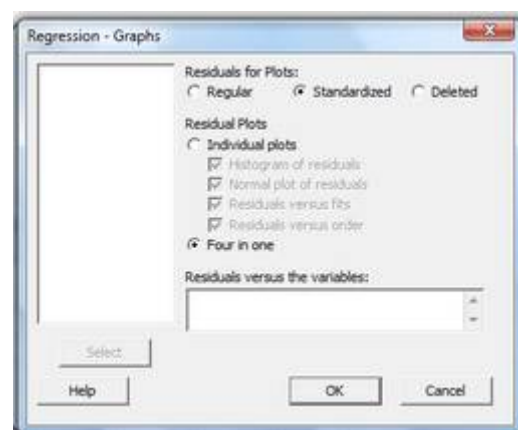 Regression - Graphs
Residuals for Plots:
Regular Standardized Deleted
Residual Plots
Individual plots
Histogram of residuals
Normal plot of residuals
Residuals versus fits
Residuals versus order
Four in one
Residuals versus the variables:
Select
Help OK Cancel